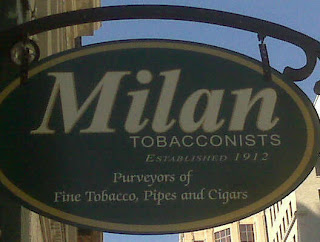 Milan
TOBACCONISTS
ESTABLISHED 1912
PURVEYORS OF
FINE TOBACCO, PIPES AND CIGARS